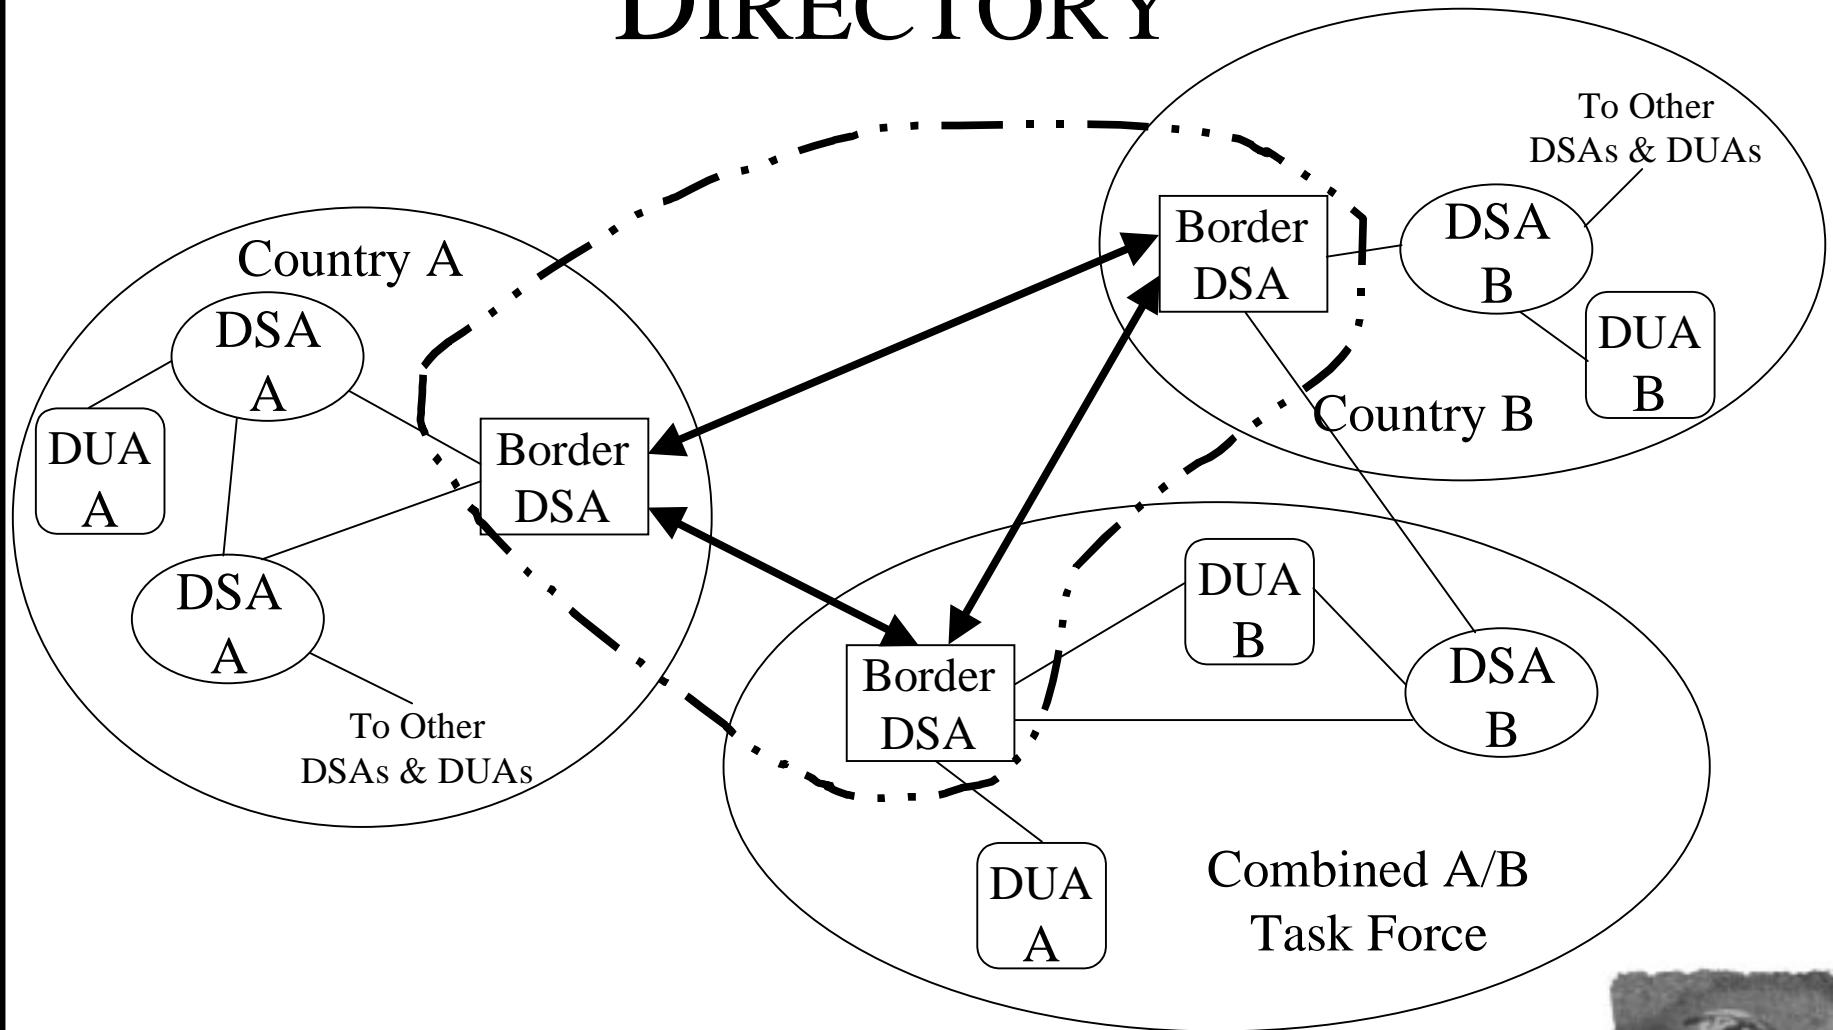 DIRECTORY
To Other
DSAs & DUAs
Border
DSA
DSA
B
DUA
B
Country B
Country A
DSA
A
DUA
A
Border
DSA
DSA
A
To Other
DSAs & DUAs
DUA
B
Border
DSA
DSA
B
DUA
A
Combined A/B
Task Force